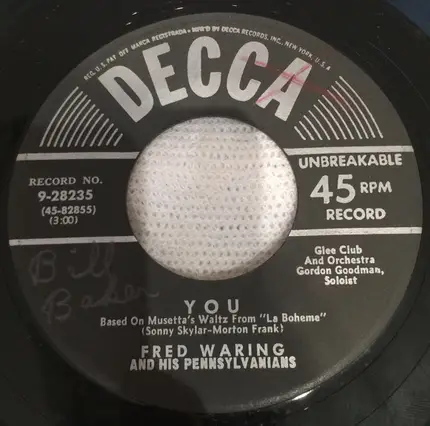 REG. U.S. PAT. OFF. MARCA REGISTRADA • MF'D BY DECCA RECORDS, INC., NEW YORK, U.S.A.
DECCA
RECORD NO.
9-28235
(45-82855)
(3:00)
UNBREAKABLE
45 RPM
RECORD
Glee Club
And Orchestra
Gordon Goodman,
Soloist
Bill
Baker
YOU
Based On Musetta's Waltz From "La Boheme"
(Sonny Skylar-Morton Frank)
FRED WARING
AND HIS PENNSYLVANIANS